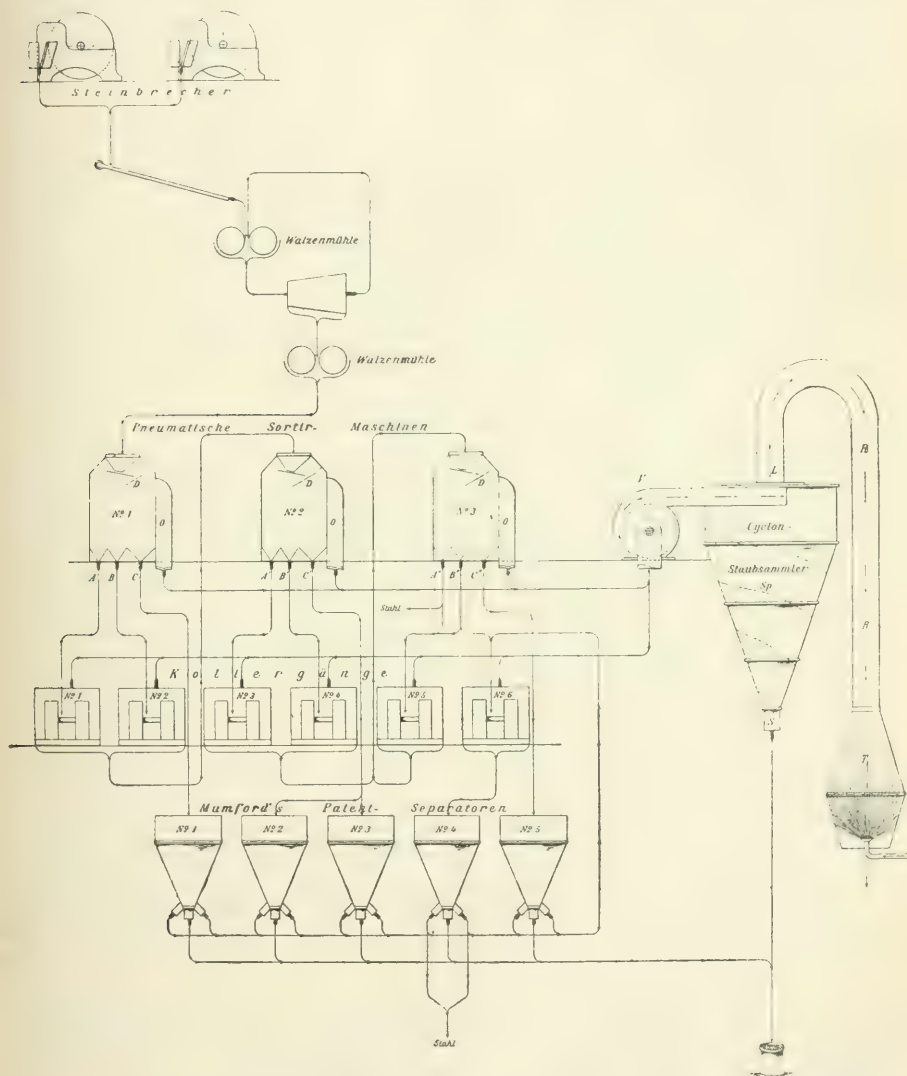 Steinbrecher
Walzenmühle
Walzenmühle
Pneumatische Sortir- Maschinen
D
D
D
№ 1
O
№ 2
O
№ 3
O
A
B
C
A'
B'
C'
A"
B"
C"
V
L
R
Cyclon-
Staubsammler
Sp
R
Stahl
Kollergänge
№ 1
№ 2
№ 3
№ 4
№ 5
№ 6
S
T
Mumford's Patent- Separatoren
№ 1
№ 2
№ 3
№ 4
№ 5
Stahl